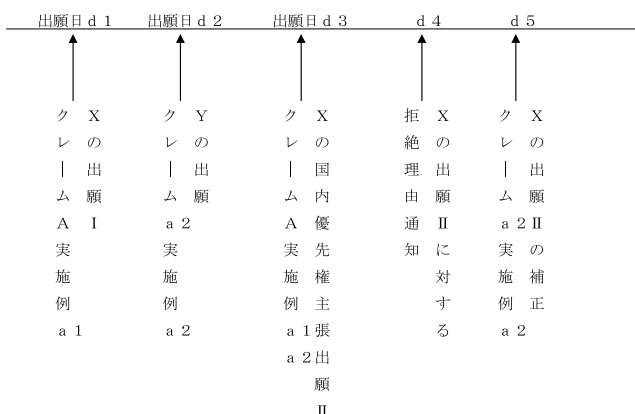 出願日ｄ１
出願日ｄ２
出願日ｄ３
ｄ４
ｄ５
Ｘの出願Ⅰ
クレームＡ実施例ａ１
Ｙの出願
クレームａ２実施例ａ２
Ｘの国内優先権主張出願Ⅱ
クレームＡ実施例ａ１ａ２
Ｘの出願Ⅱに対する
拒絶理由通知
Ｘの出願Ⅱの補正
クレームａ２実施例ａ２